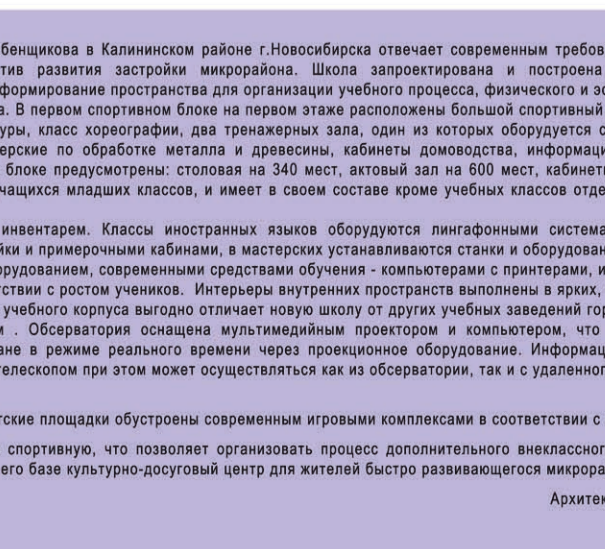 бенщикова в Калининском районе г.Новосибирска отвечает современным требов
тив развития застройки микрорайона. Школа запроектирована и построена
формирование пространства для организации учебного процесса, физического и эс
а. В первом спортивном блоке на первом этаже расположены большой спортивный
уры, класс хореографии, два тренажерных зала, один из которых оборудуется с
ерские по обработке металла и древесины, кабинеты домоводства, информаци
блоке предусмотрены: столовая на 340 мест, актовый зал на 600 мест, кабинеты
чащихся младших классов, и имеет в своем составе кроме учебных классов отде
инвентарем. Классы иностранных языков оборудуются лингафонными система
йки и примерочными кабинами, в мастерских устанавливаются станки и оборудован
орудованием, современными средствами обучения - компьютерами с принтерами, и
тствии с ростом учеников. Интерьеры внутренних пространств выполнены в ярких,
учебного корпуса выгодно отличает новую школу от других учебных заведений гор
м . Обсерватория оснащена мультимедийным проектором и компьютером, что
ане в режиме реального времени через проекционное оборудование. Информац
телескопом при этом может осуществляться как из обсерватории, так и с удаленног
тские площадки обустроены современным игровыми комплексами в соответствии с
спортивную, что позволяет организовать процесс дополнительного внеклассног
его базе культурно-досуговый центр для жителей быстро развивающегося микрора
Архитек